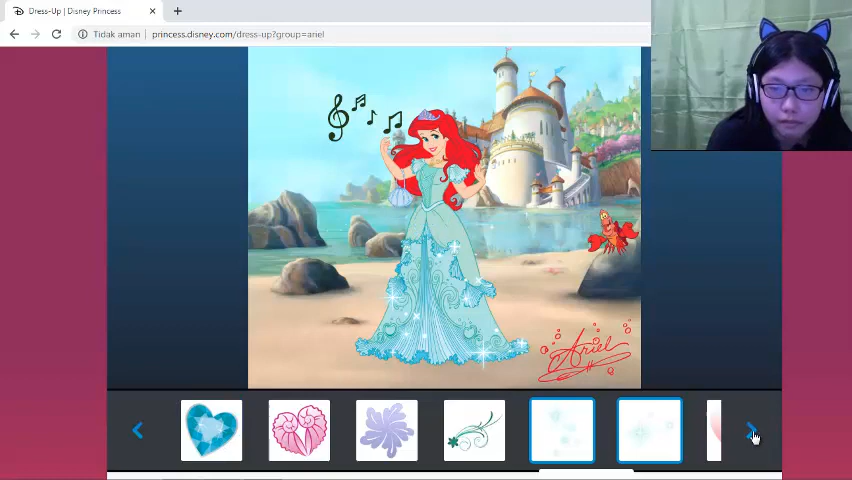 Dress-Up | Disney Princess
Tidak aman | princess.disney.com/dress-up?group=ariel
Ariel